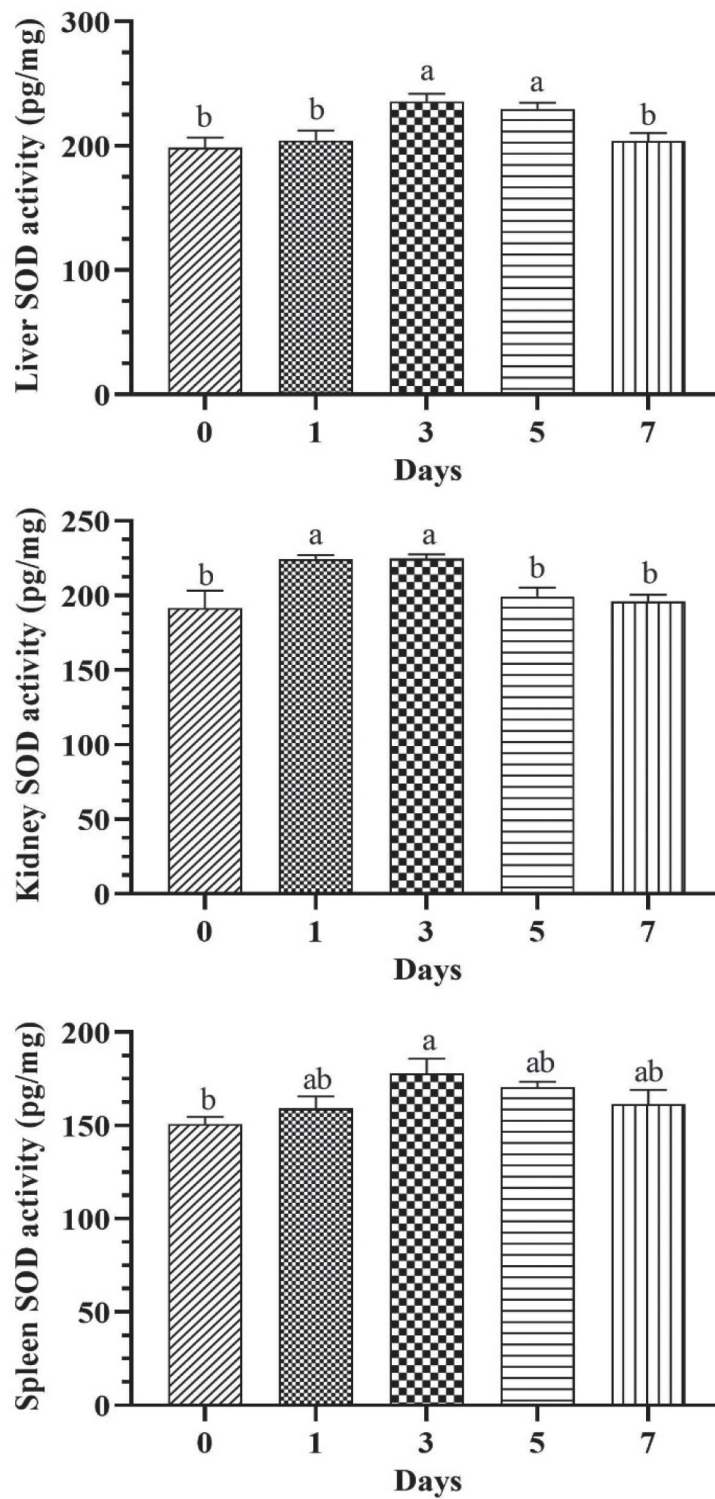 Liver SOD activity (pg/mg)
300
200
100
0
b
b
a
a
b
0 1 3 5 7
Days
Kidney SOD activity (pg/mg)
250
200
150
100
50
0
b
a
a
b
b
0 1 3 5 7
Days
Spleen SOD activity (pg/mg)
200
150
100
50
0
b
ab
a
ab
ab
0 1 3 5 7
Days